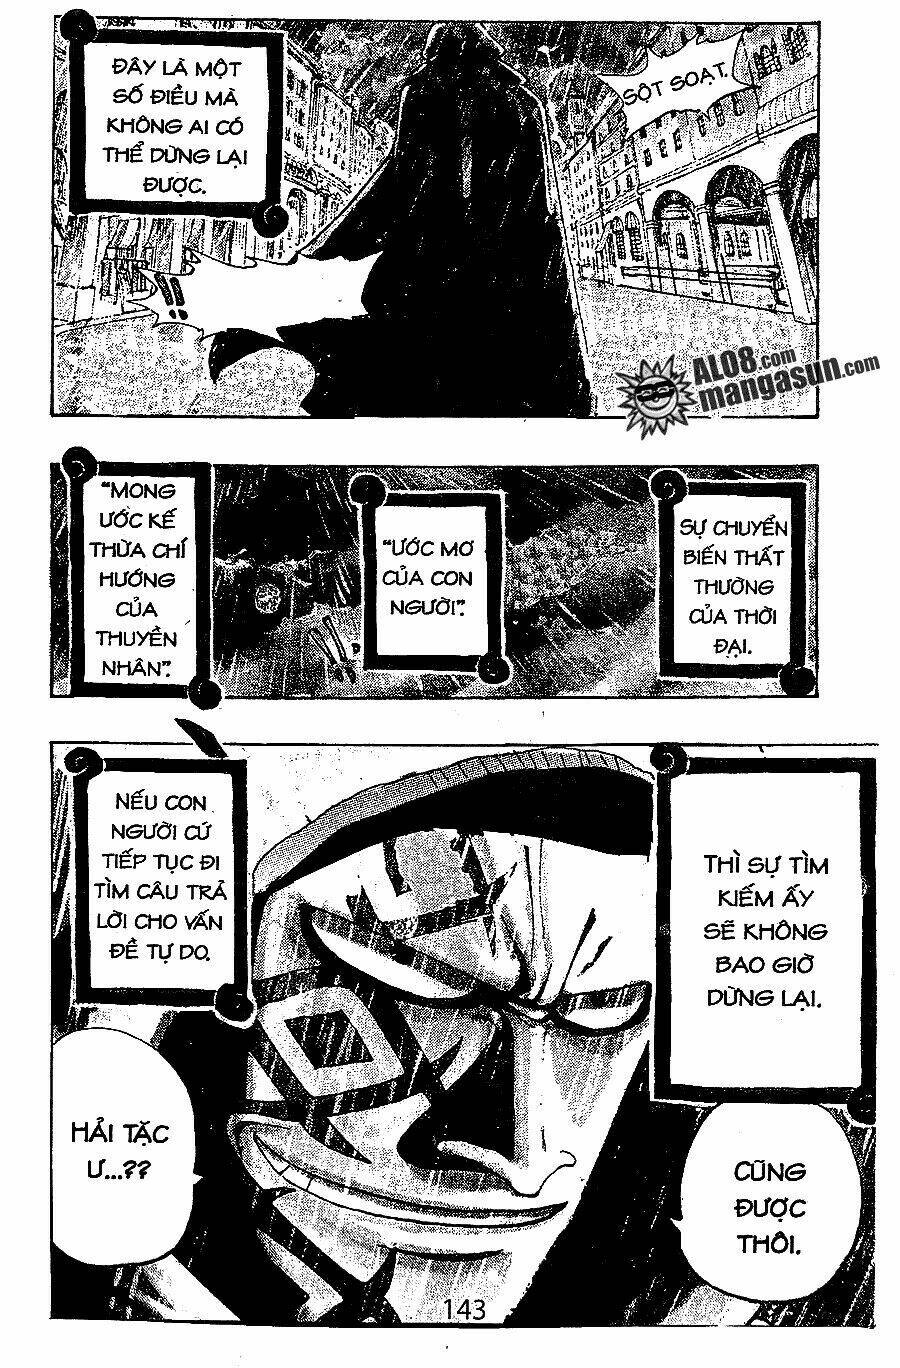 ĐÂY LÀ MỘT
SỐ ĐIỀU MÀ
KHÔNG AI CÓ
THỂ DỪNG LẠI
ĐƯỢC.
SỘT SOẠT.
!!
ALO8.com
mangasun.com
“MONG
ƯỚC KẾ
THỪA CHÍ
HƯỚNG
CỦA
THUYỀN
NHÂN”.
“ƯỚC MƠ
CỦA CON
NGƯỜI”.
SỰ CHUYỂN
BIẾN THẤT
THƯỜNG
CỦA THỜI
ĐẠI.
NẾU CON
NGƯỜI CỨ
TIẾP TỤC ĐI
TÌM CÂU TRẢ
LỜI CHO VẤN
ĐỀ TỰ DO.
THÌ SỰ TÌM
KIẾM ẤY
SẼ KHÔNG
BAO GIỜ
DỪNG LẠI.
HẢI TẶC
Ư...??
CŨNG
ĐƯỢC
THÔI.
143